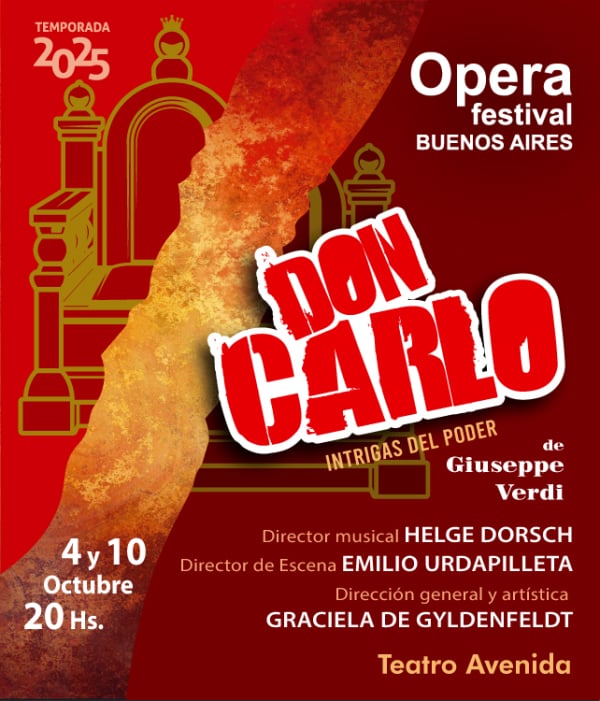 TEMPORADA
2025
Opera
festival
BUENOS AIRES
DON
CARLO
INTRIGAS DEL PODER
de
Giuseppe
Verdi
4 y 10
Octubre
20 Hs.
Director musical HELGE DORSCH
Director de Escena EMILIO URDAPILLETA
Dirección general y artística
GRACIELA DE GYLDENFELDT
Teatro Avenida